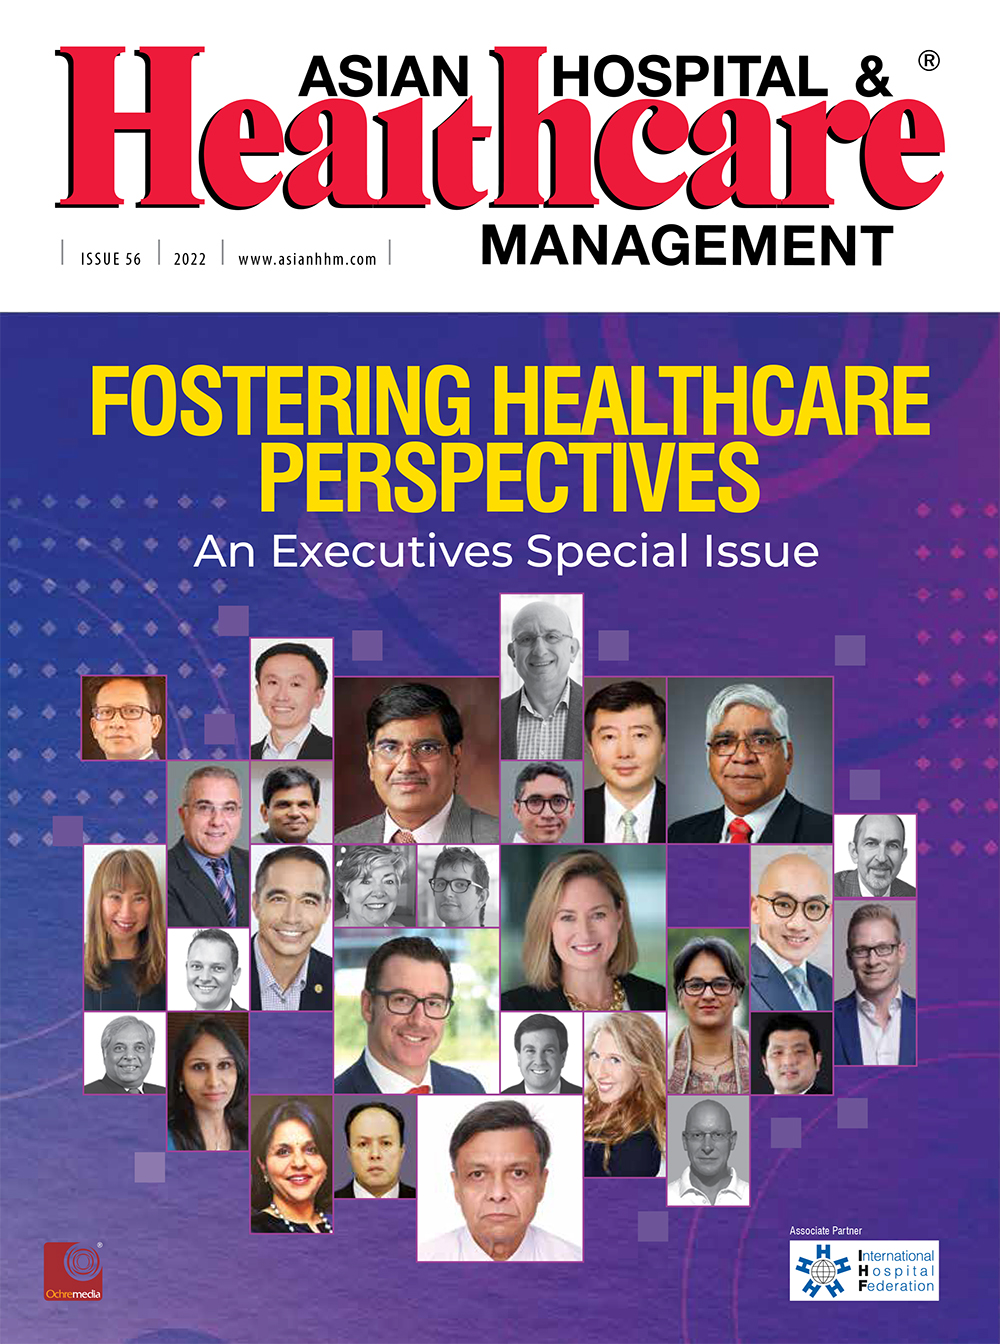 ASIAN HOSPITAL & ®
Healthcare
MANAGEMENT
ISSUE 56 2022 www.asianhhm.com
FOSTERING HEALTHCARE
PERSPECTIVES
An Executives Special Issue
Associate Partner
H H H H H H
International
Hospital
Federation
®
Ochremedia